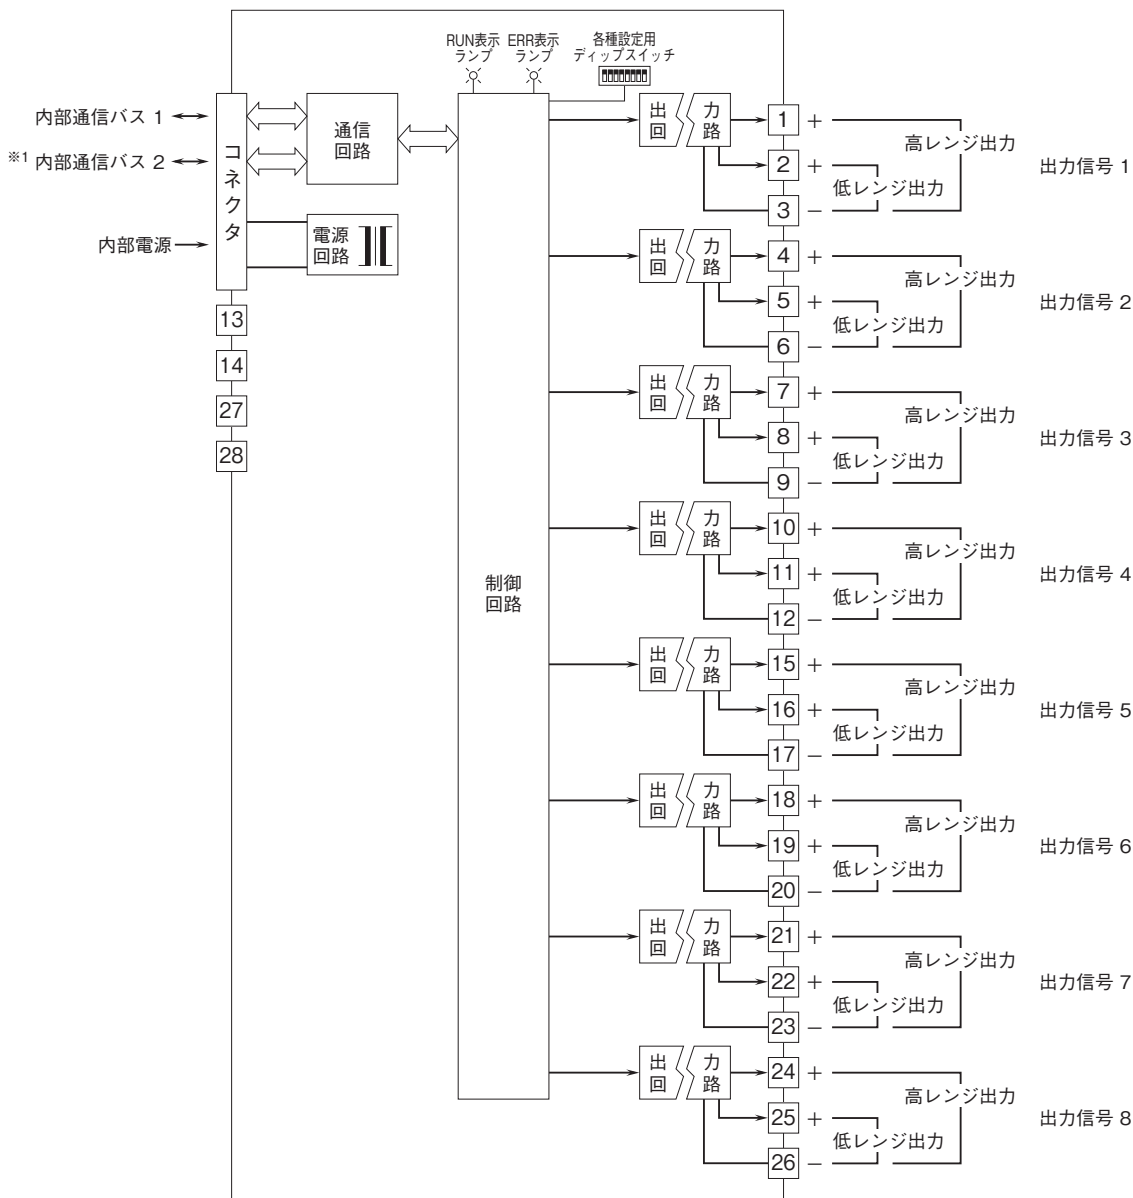 RUN表示
ランプ
ERR表示
ランプ
各種設定用
ディップスイッチ
内部通信バス 1
※1 内部通信バス 2
内部電源
コネクタ
通信
回路
電源
回路
13
14
27
28
制御
回路
出力
回路
1 +
高レンジ出力
2 +
低レンジ出力
3 −
出力信号 1
出力
回路
4 +
高レンジ出力
5 +
低レンジ出力
6 −
出力信号 2
出力
回路
7 +
高レンジ出力
8 +
低レンジ出力
9 −
出力信号 3
出力
回路
10 +
高レンジ出力
11 +
低レンジ出力
12 −
出力信号 4
出力
回路
15 +
高レンジ出力
16 +
低レンジ出力
17 −
出力信号 5
出力
回路
18 +
高レンジ出力
19 +
低レンジ出力
20 −
出力信号 6
出力
回路
21 +
高レンジ出力
22 +
低レンジ出力
23 −
出力信号 7
出力
回路
24 +
高レンジ出力
25 +
低レンジ出力
26 −
出力信号 8